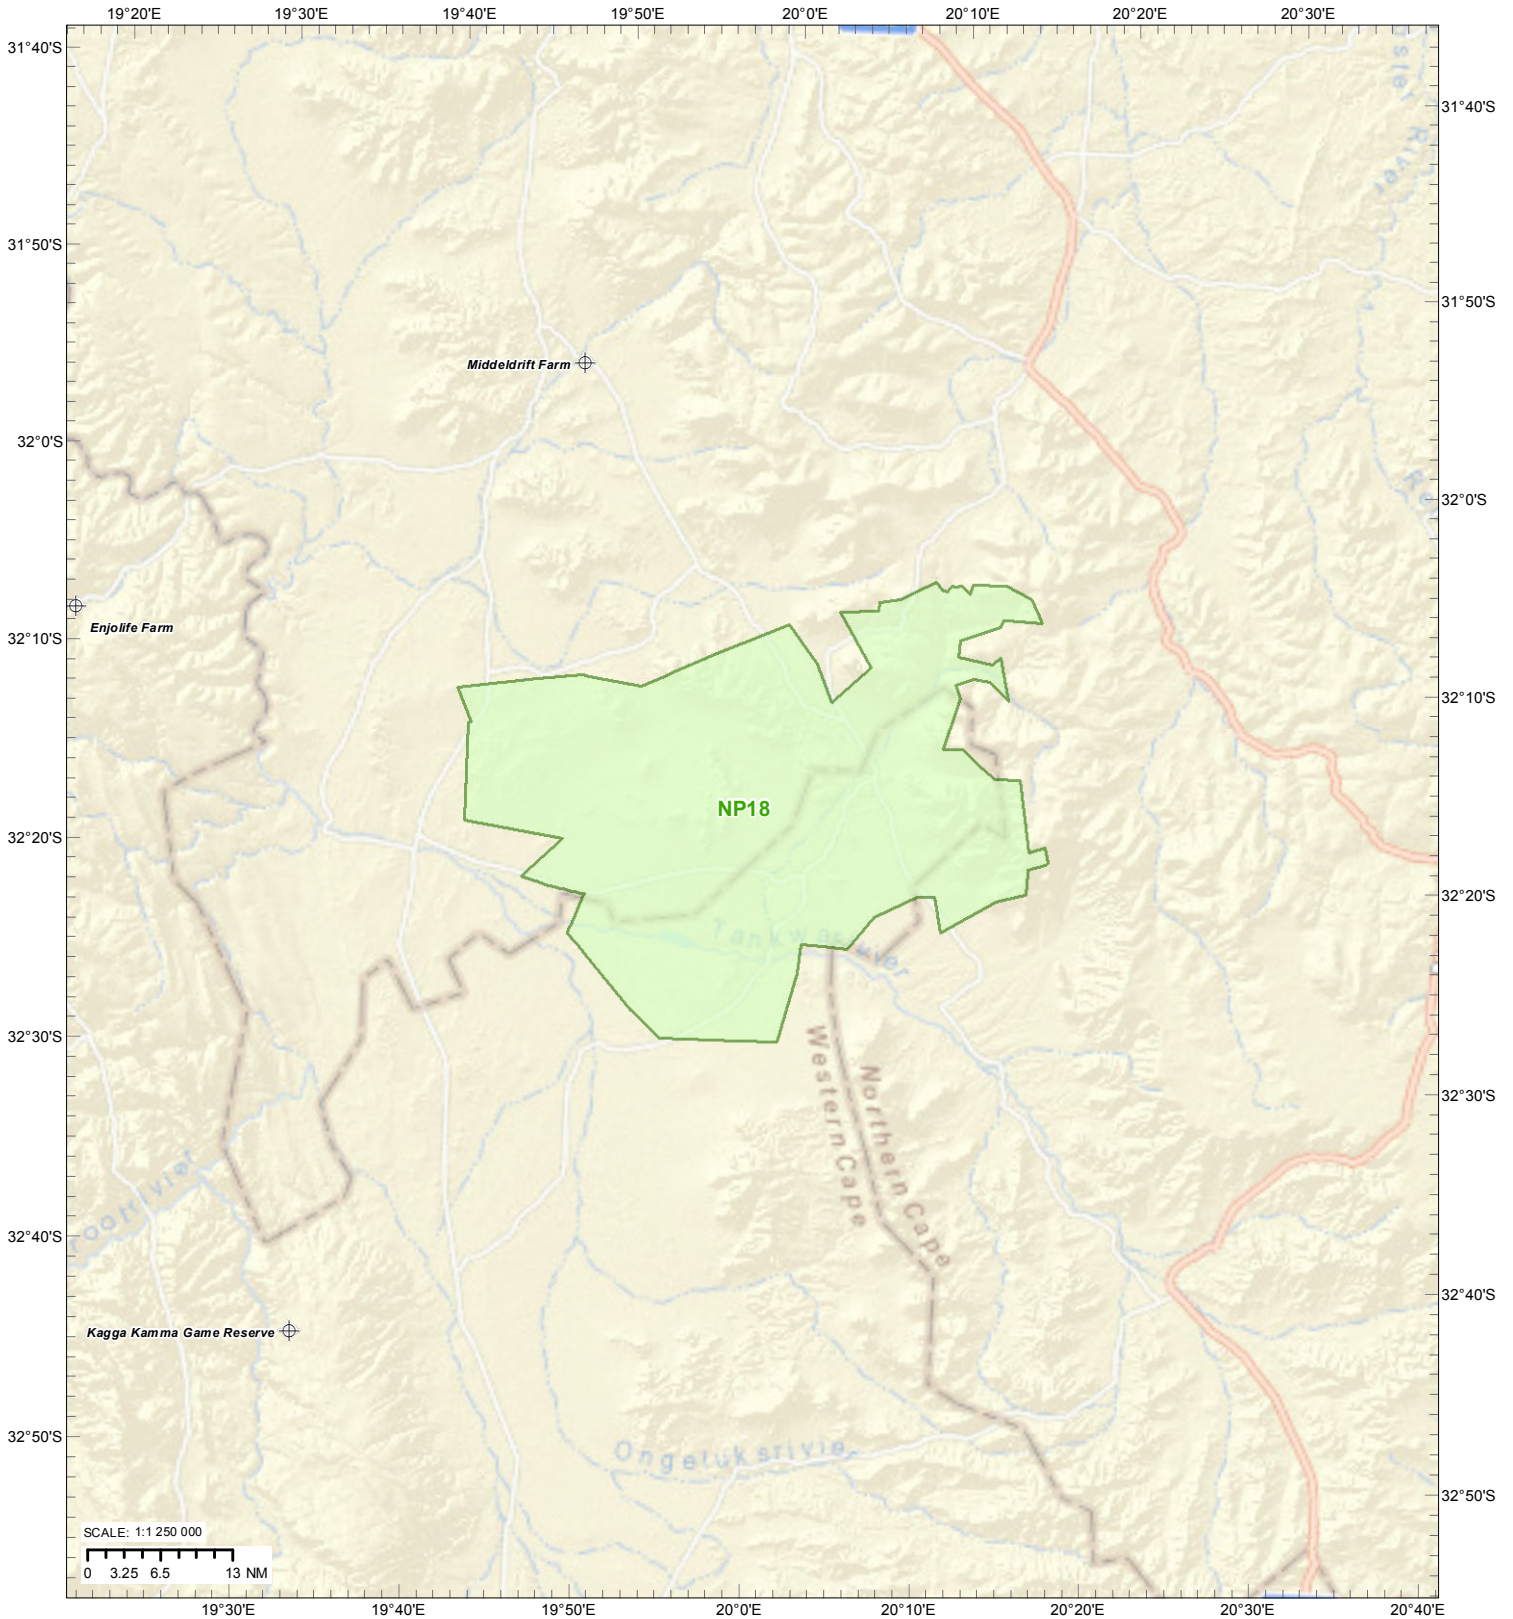 19°20'E 19°30'E 19°40'E 19°50'E 20°0'E 20°10'E 20°20'E 20°30'E
31°40'S
31°40'S
River
31°50'S
31°50'S
Middeldrift Farm
32°0'S
32°0'S
Enjolife Farm
32°10'S
32°10'S
NP18
32°20'S
32°20'S
Tankwa River
32°30'S
32°30'S
Western Cape
Northern Cape
32°40'S
32°40'S
Kagga Kamma Game Reserve
32°50'S
32°50'S
SCALE: 1:1 250 000
0 3.25 6.5 13 NM
19°30'E 19°40'E 19°50'E 20°0'E 20°10'E 20°20'E 20°30'E 20°40'E